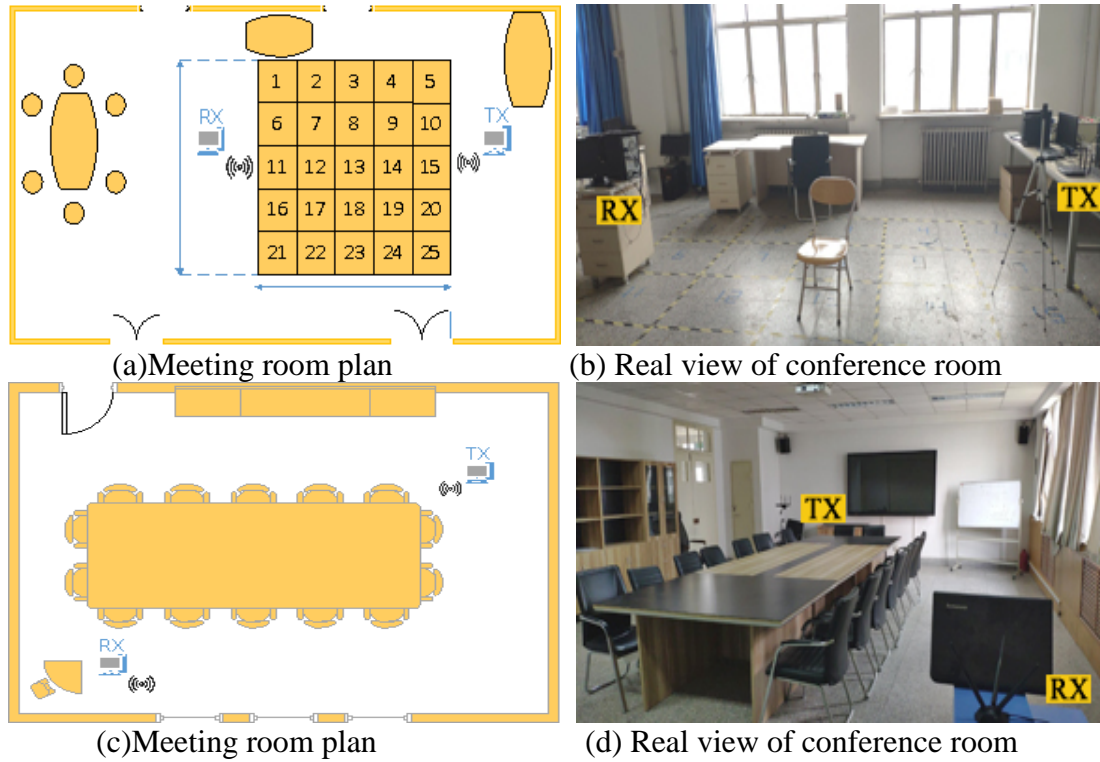 1 2 3 4 5
RX
TX
6 7 8 9 10
11 12 13 14 15
16 17 18 19 20
21 22 23 24 25
RX
TX
(a)Meeting room plan
(b) Real view of conference room
TX
RX
TX
RX
(c)Meeting room plan
(d) Real view of conference room